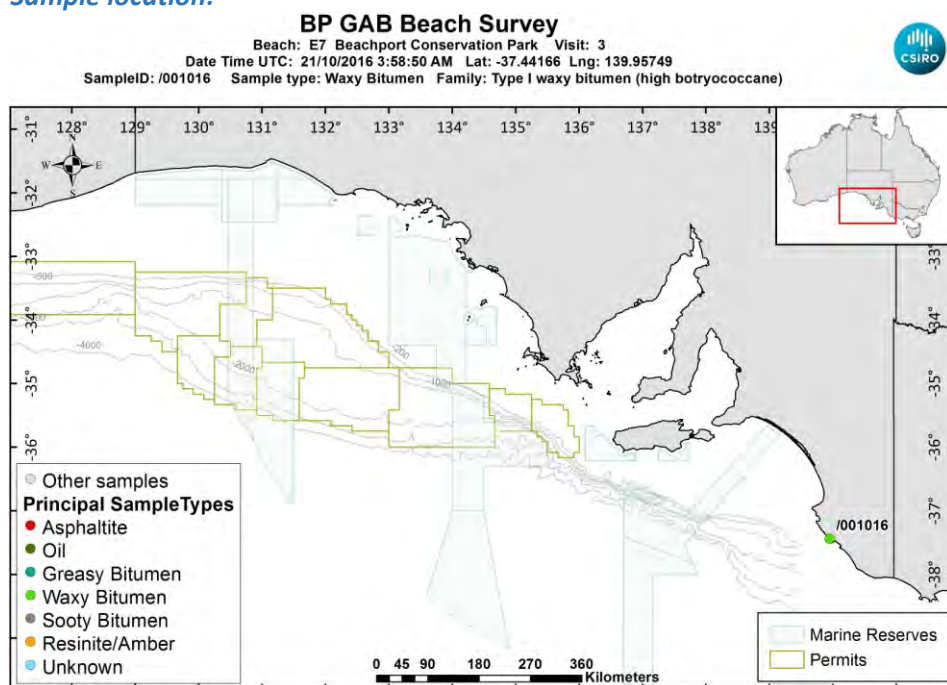 Sample location:
BP GAB Beach Survey
Beach: E7 Beachport Conservation Park Visit: 3
Date Time UTC: 21/10/2016 3:58:50 AM Lat: -37.44166 Lng: 139.95749
SampleID: /001016 Sample type: Waxy Bitumen Family: Type I waxy bitumen (high botryococcane)
CSIRO
128° 129° 130° 131° 132° 133° 134° 135° 136° 137° 138° 139
-31°
-32°
-33°
-34°
-35°
-36°
-37°
-38°
N
W E
S
-31°
-32°
-33°
-34°
-35°
-36°
-37°
-38°
-4000
-2000
-200
-1000
/001016
Other samples
Principal SampleTypes
Asphaltite
Oil
Greasy Bitumen
Waxy Bitumen
Sooty Bitumen
Resinite/Amber
Unknown
0 45 90 180 270 360
Kilometers
Marine Reserves
Permits